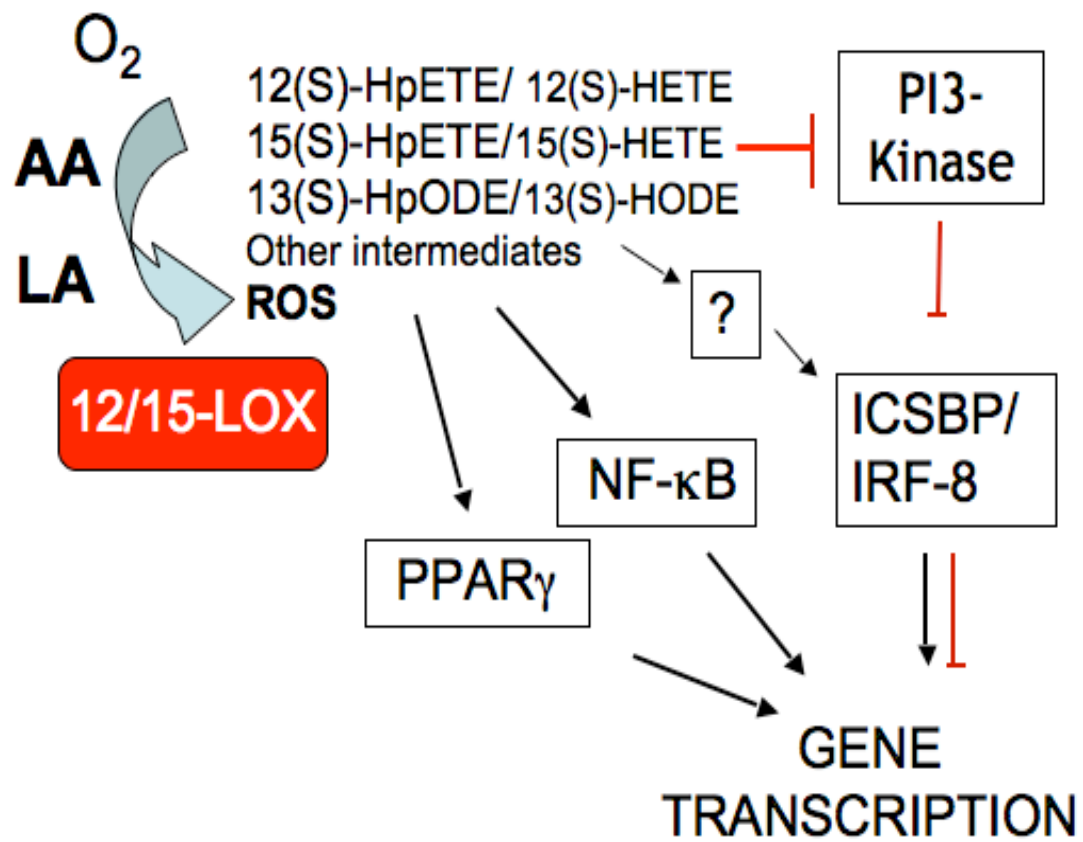 O2
AA
LA
12/15-LOX
12(S)-HpETE/ 12(S)-HETE
15(S)-HpETE/15(S)-HETE
13(S)-HpODE/13(S)-HODE
Other intermediates
ROS
PI3-
Kinase
?
ICSBP/
IRF-8
NF-κB
PPARγ
GENE
TRANSCRIPTION